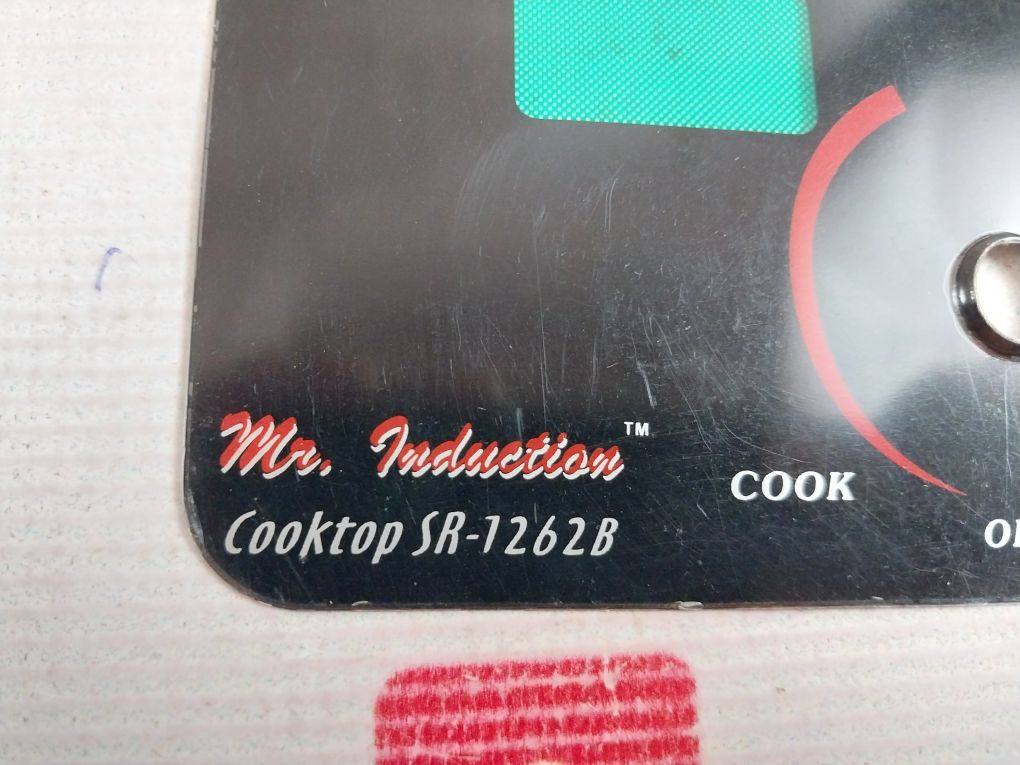 Mr. Induction™
Cooktop SR-1262B
COOK